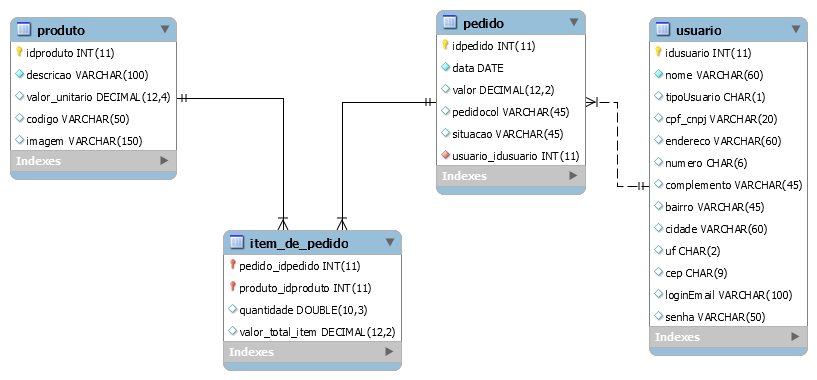 produto
idproduto INT(11)
descricao VARCHAR(100)
valor_unitario DECIMAL(12,4)
codigo VARCHAR(50)
imagem VARCHAR(150)
Indexes
pedido
idpedido INT(11)
data DATE
valor DECIMAL(12,2)
pedidocol VARCHAR(45)
situacao VARCHAR(45)
usuario_idusuario INT(11)
Indexes
usuario
idusuario INT(11)
nome VARCHAR(60)
tipoUsuario CHAR(1)
cpf_cnpj VARCHAR(20)
endereco VARCHAR(60)
numero CHAR(6)
complemento VARCHAR(45)
bairro VARCHAR(45)
cidade VARCHAR(60)
uf CHAR(2)
cep CHAR(9)
loginEmail VARCHAR(100)
senha VARCHAR(50)
Indexes
item_de_pedido
pedido_idpedido INT(11)
produto_idproduto INT(11)
quantidade DOUBLE(10,3)
valor_total_item DECIMAL(12,2)
Indexes